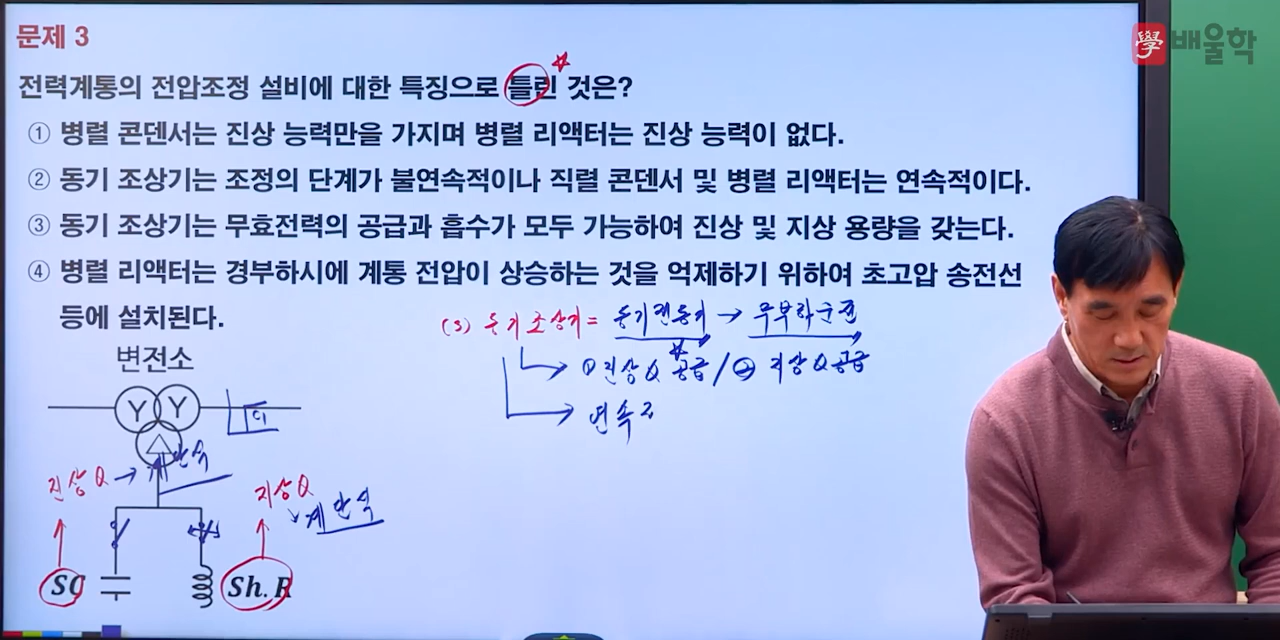 문제 3
學 배울학
전력계통의 전압조정 설비에 대한 특징으로 틀린 것은?
① 병렬 콘덴서는 진상 능력만을 가지며 병렬 리액터는 진상 능력이 없다.
② 동기 조상기는 조정의 단계가 불연속적이나 직렬 콘덴서 및 병렬 리액터는 연속적이다.
③ 동기 조상기는 무효전력의 공급과 흡수가 모두 가능하여 진상 및 지상 용량을 갖는다.
④ 병렬 리액터는 경부하시에 계통 전압이 상승하는 것을 억제하기 위하여 초고압 송전선
등에 설치된다.
(3) 동기조상기 = 동기전동기 → 무부하운전
① 진상Q 공급 / ② 지상Q 공급
연속
변전소
Y Y
△
진상Q →
지상Q
계단식
SC
Sh. R